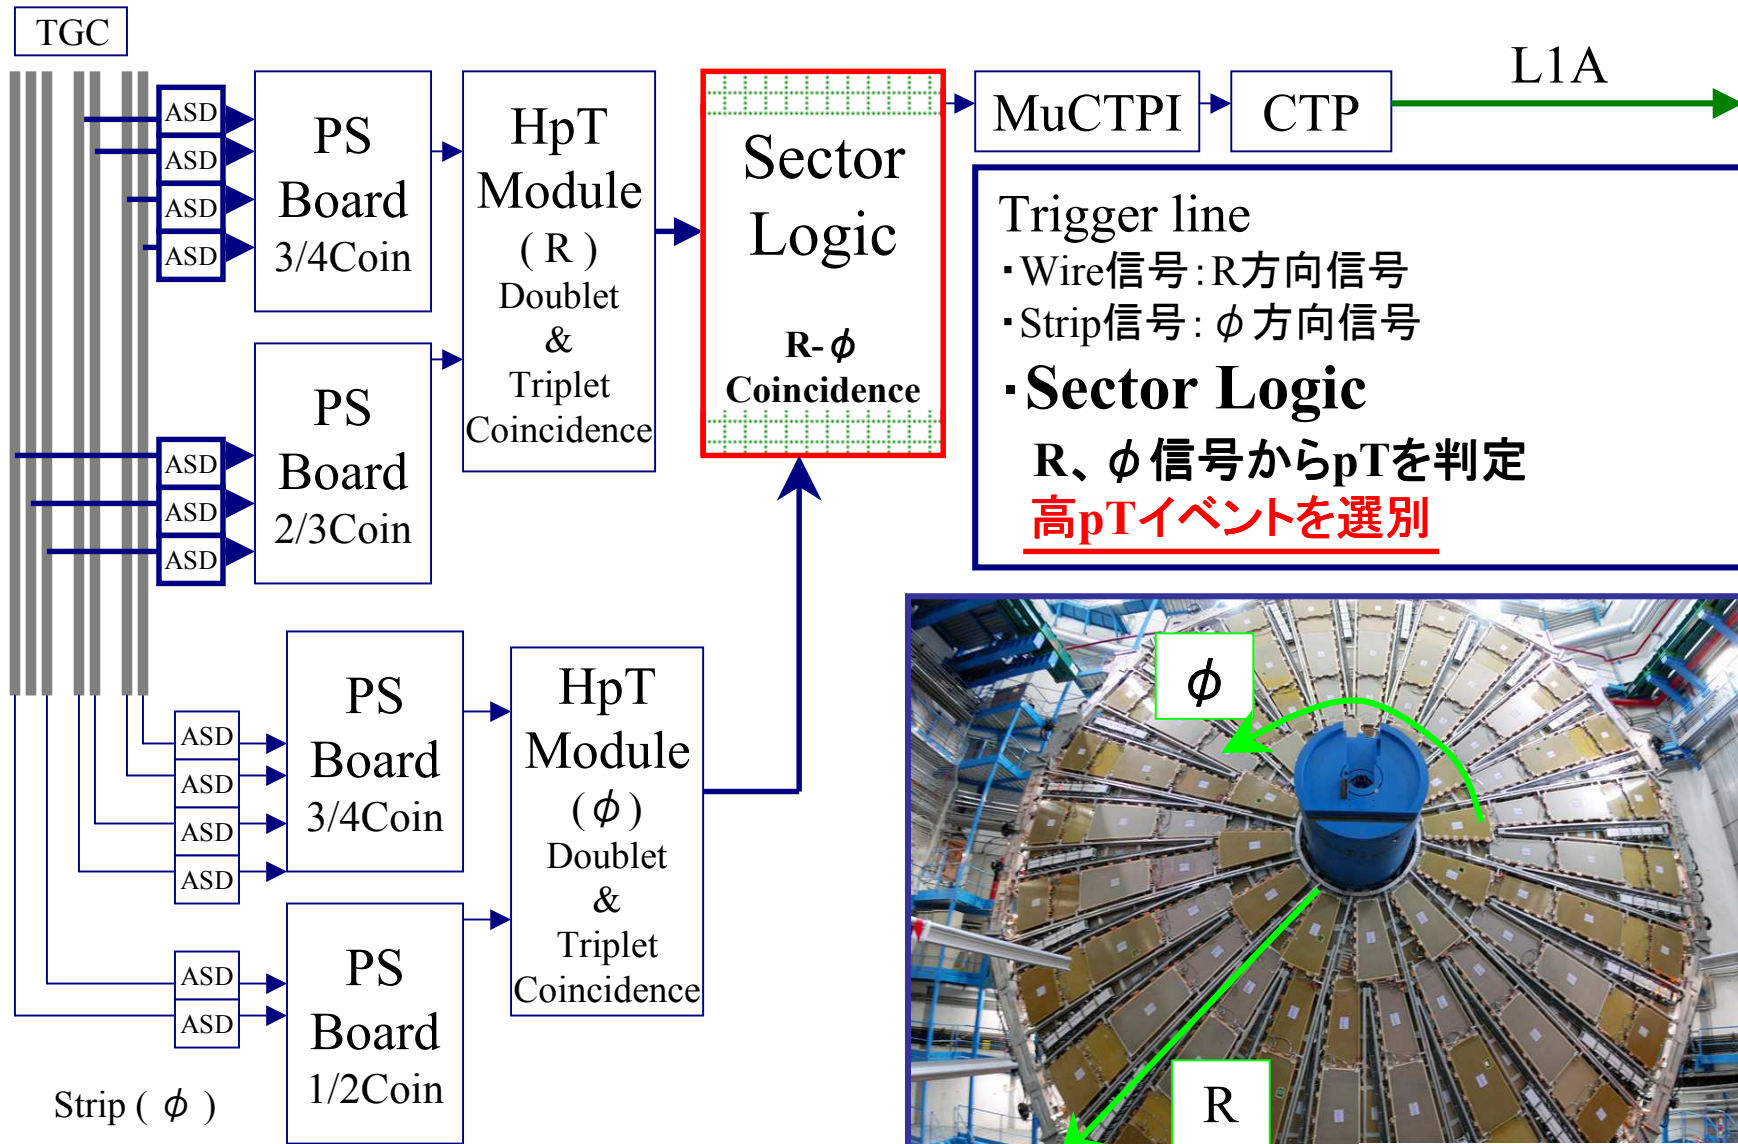 TGC
ASD
ASD
ASD
ASD
PS
Board
3/4Coin
HpT
Module
( R )
Doublet
&
Triplet
Coincidence
Sector
Logic
R-φ
Coincidence
MuCTPI
CTP
L1A
Trigger line
・Wire信号：R方向信号
・Strip信号：φ方向信号
・Sector Logic
R、φ信号からpTを判定
高pTイベントを選別
ASD
ASD
ASD
PS
Board
2/3Coin
ASD
ASD
ASD
ASD
PS
Board
3/4Coin
HpT
Module
(φ)
Doublet
&
Triplet
Coincidence
ASD
ASD
PS
Board
1/2Coin
Strip ( φ )
φ
R